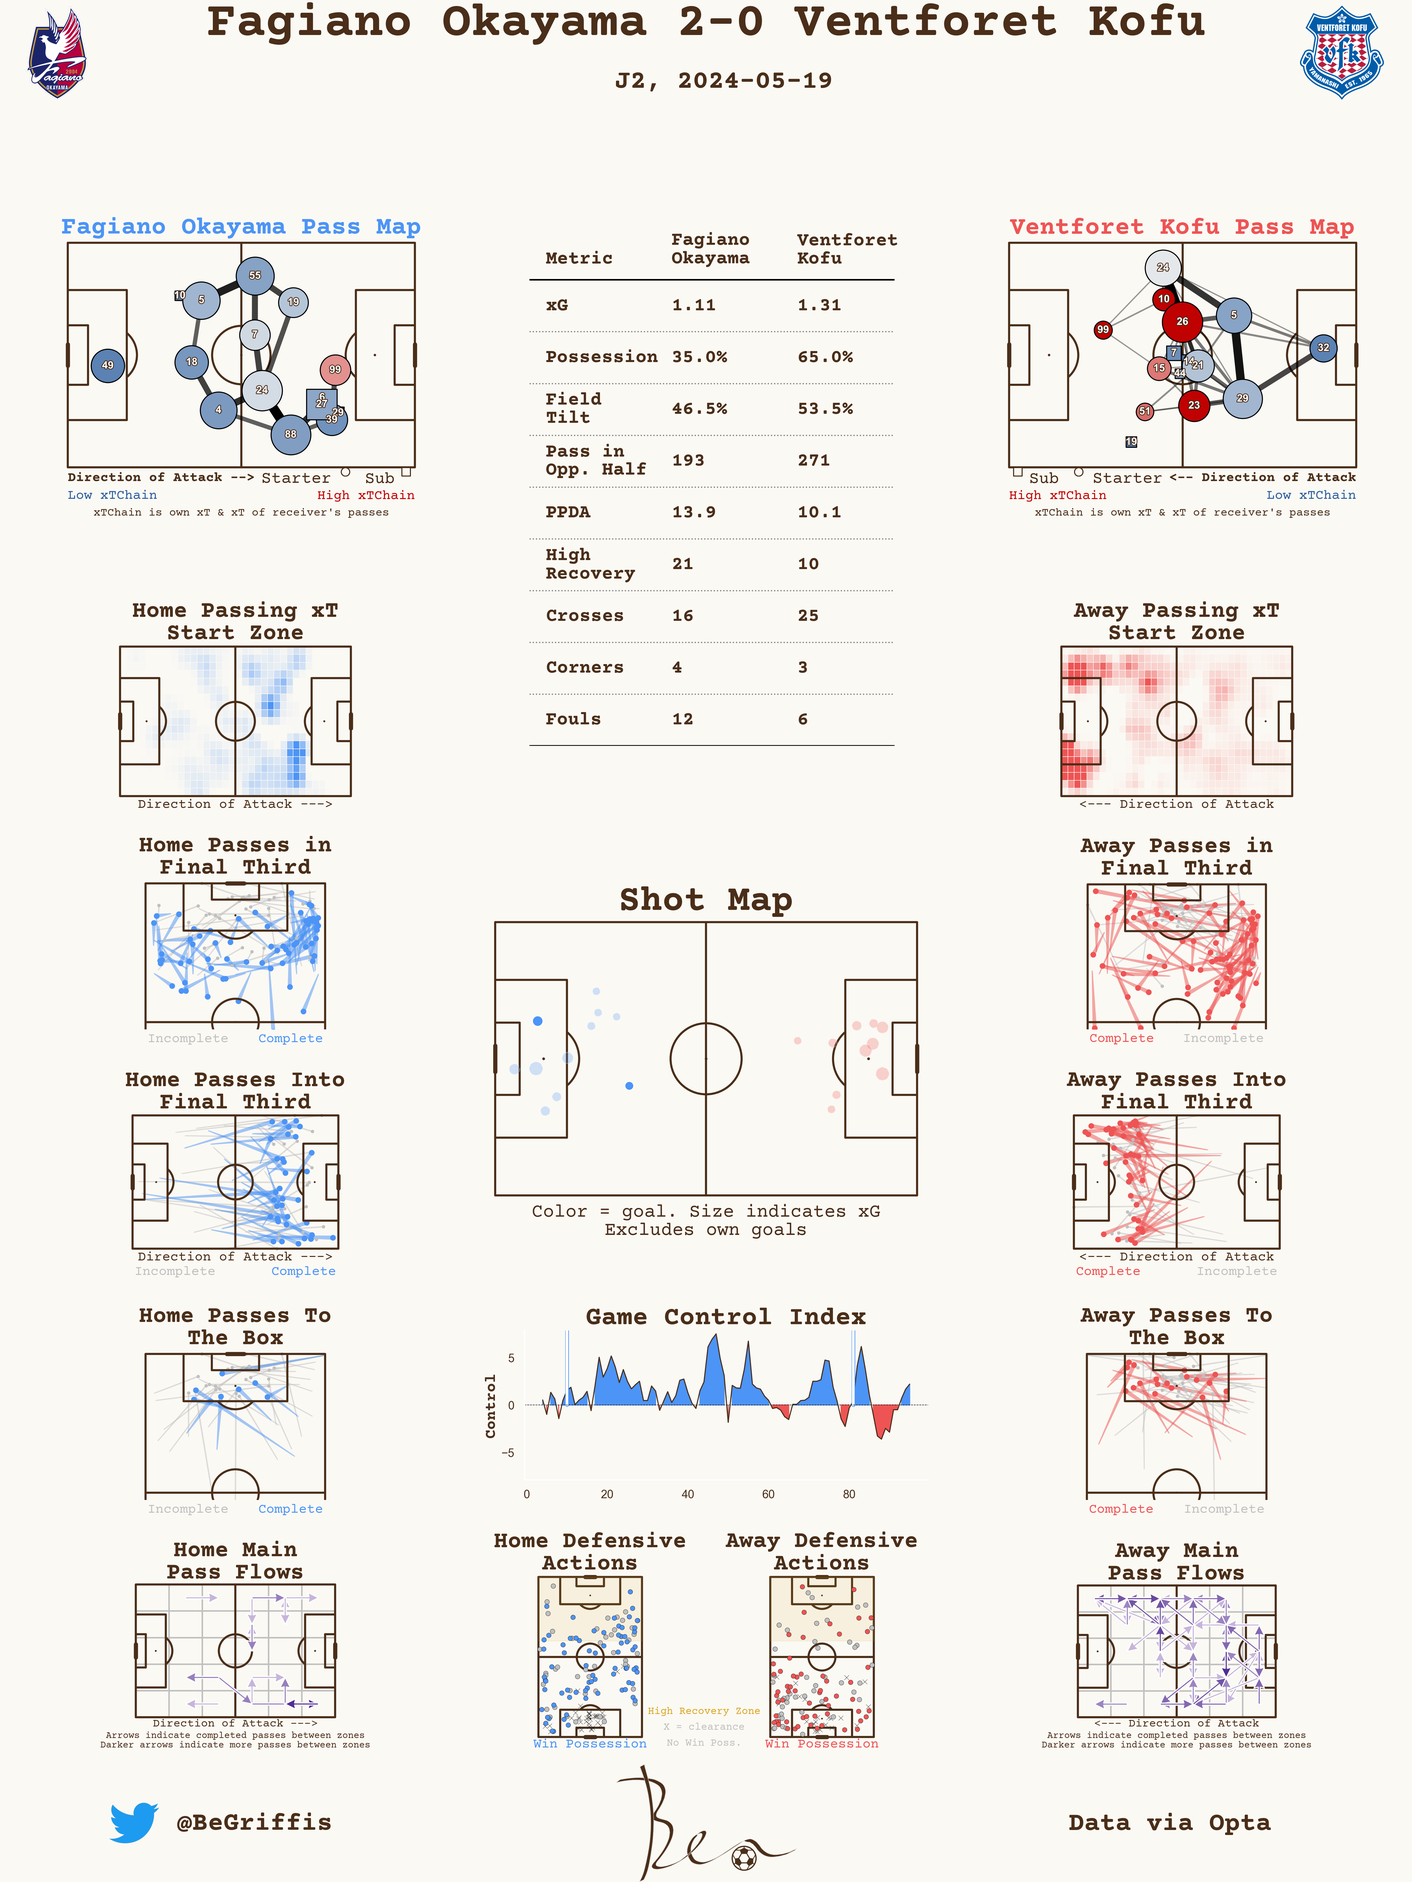 Fagiano Okayama 2-0 Ventforet Kofu
J2, 2024-05-19
Fagiano
OKAYAMA
VENTFORET KOFU
vfk
YAMANASHI EST. 1965
Fagiano Okayama Pass Map
55
10
5
19
7
18
49
99
24
4
6
27
29
39
88
Direction of Attack --> Starter Sub
Low xTChain High xTChain
xTChain is own xT & xT of receiver's passes
Metric Fagiano Okayama Ventforet Kofu
xG 1.11 1.31
Possession 35.0% 65.0%
Field Tilt 46.5% 53.5%
Pass in Opp. Half 193 271
PPDA 13.9 10.1
High Recovery 21 10
Crosses 16 25
Corners 4 3
Fouls 12 6
Ventforet Kofu Pass Map
24
10
26
5
99
32
7
14
15
44
21
29
23
51
19
Sub Starter <-- Direction of Attack
High xTChain Low xTChain
xTChain is own xT & xT of receiver's passes
Home Passing xT
Start Zone
Direction of Attack --->
Away Passing xT
Start Zone
<--- Direction of Attack
Home Passes in
Final Third
Incomplete Complete
Away Passes in
Final Third
Complete Incomplete
Shot Map
Color = goal. Size indicates xG
Excludes own goals
Home Passes Into
Final Third
Direction of Attack --->
Incomplete Complete
Away Passes Into
Final Third
<--- Direction of Attack
Complete Incomplete
Home Passes To
The Box
Incomplete Complete
Game Control Index
Control
5
0
−5
0 20 40 60 80
Away Passes To
The Box
Complete Incomplete
Home Main
Pass Flows
Direction of Attack --->
Arrows indicate completed passes between zones
Darker arrows indicate more passes between zones
Home Defensive
Actions
Win Possession
High Recovery Zone
X = clearance
No Win Poss.
Away Defensive
Actions
Win Possession
Away Main
Pass Flows
<--- Direction of Attack
Arrows indicate completed passes between zones
Darker arrows indicate more passes between zones
@BeGriffis
Ben
Data via Opta